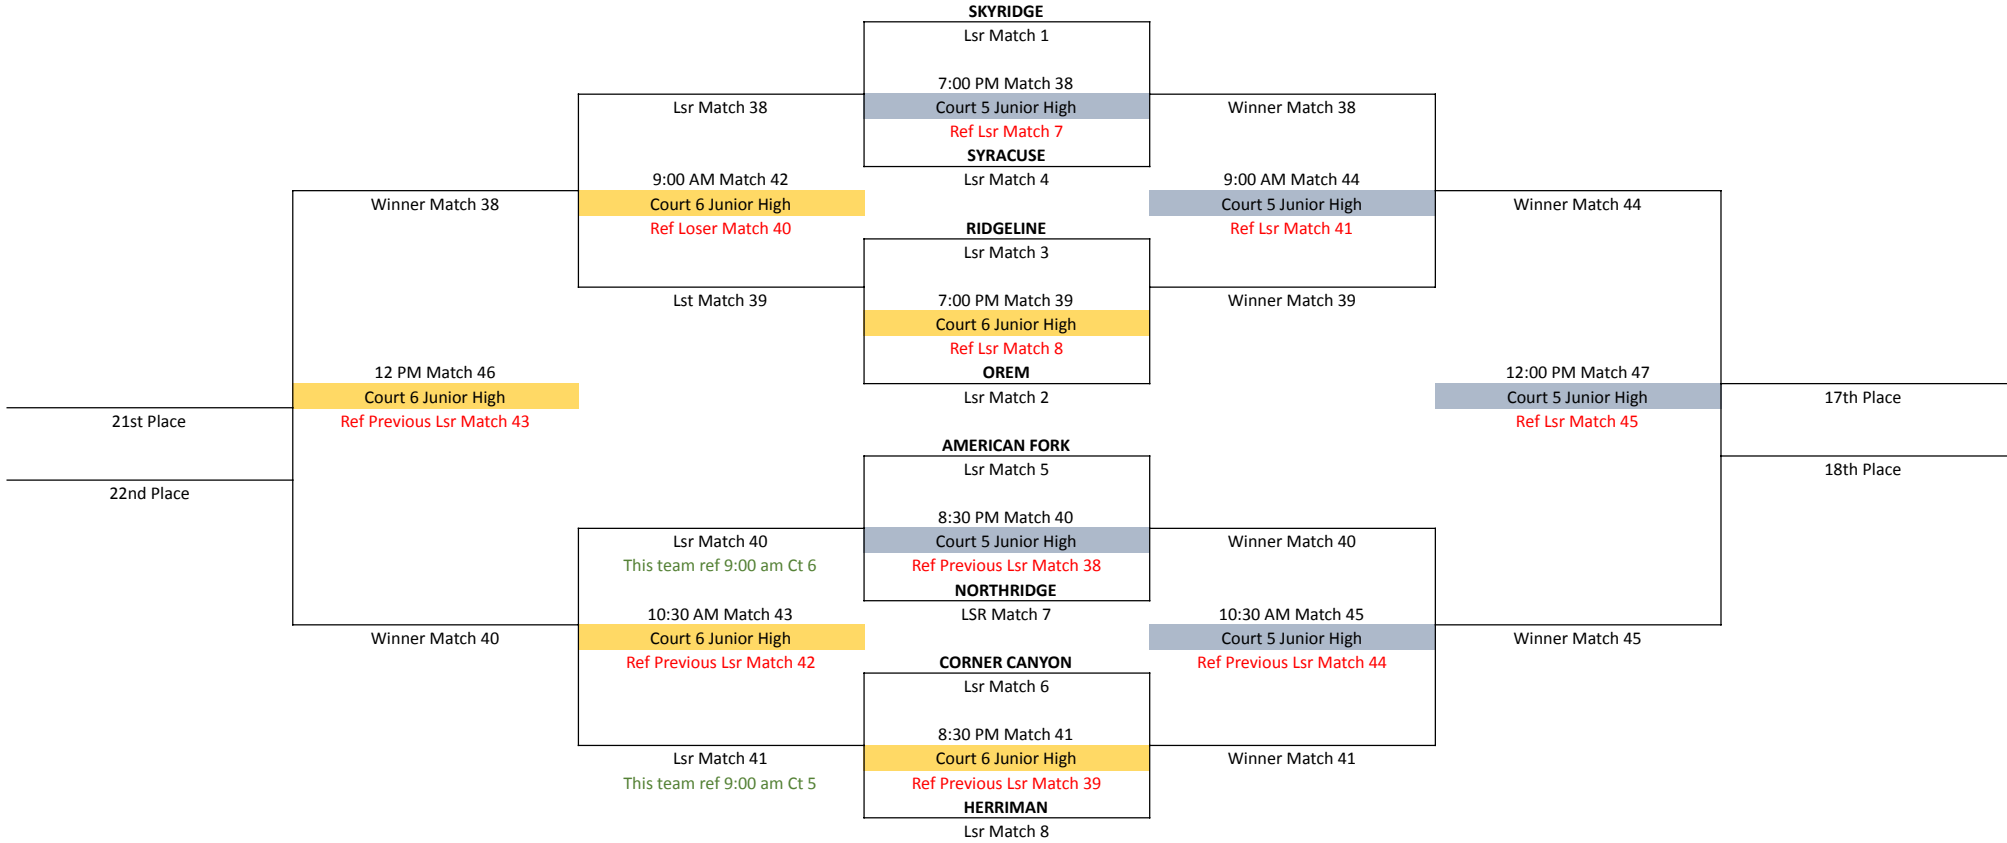 SKYRIDGE
Lsr Match 1
7:00 PM Match 38
Lsr Match 38
Court 5 Junior High
Winner Match 38
Ref Lsr Match 7
SYRACUSE
9:00 AM Match 42
Lsr Match 4
9:00 AM Match 44
Winner Match 38
Court 6 Junior High
Court 5 Junior High
Winner Match 44
Ref Loser Match 40
RIDGELINE
Ref Lsr Match 41
Lsr Match 3
Lst Match 39
7:00 PM Match 39
Winner Match 39
Court 6 Junior High
Ref Lsr Match 8
12 PM Match 46
OREM
12:00 PM Match 47
Court 6 Junior High
Lsr Match 2
Court 5 Junior High
17th Place
21st Place
Ref Previous Lsr Match 43
Ref Lsr Match 45
AMERICAN FORK
Lsr Match 5
18th Place
22nd Place
8:30 PM Match 40
Lsr Match 40
Court 5 Junior High
Winner Match 40
This team ref 9:00 am Ct 6
Ref Previous Lsr Match 38
NORTHRIDGE
10:30 AM Match 43
LSR Match 7
10:30 AM Match 45
Winner Match 40
Court 6 Junior High
Court 5 Junior High
Winner Match 45
Ref Previous Lsr Match 42
CORNER CANYON
Ref Previous Lsr Match 44
Lsr Match 6
8:30 PM Match 41
Lsr Match 41
Court 6 Junior High
Winner Match 41
This team ref 9:00 am Ct 5
Ref Previous Lsr Match 39
HERRIMAN
Lsr Match 8